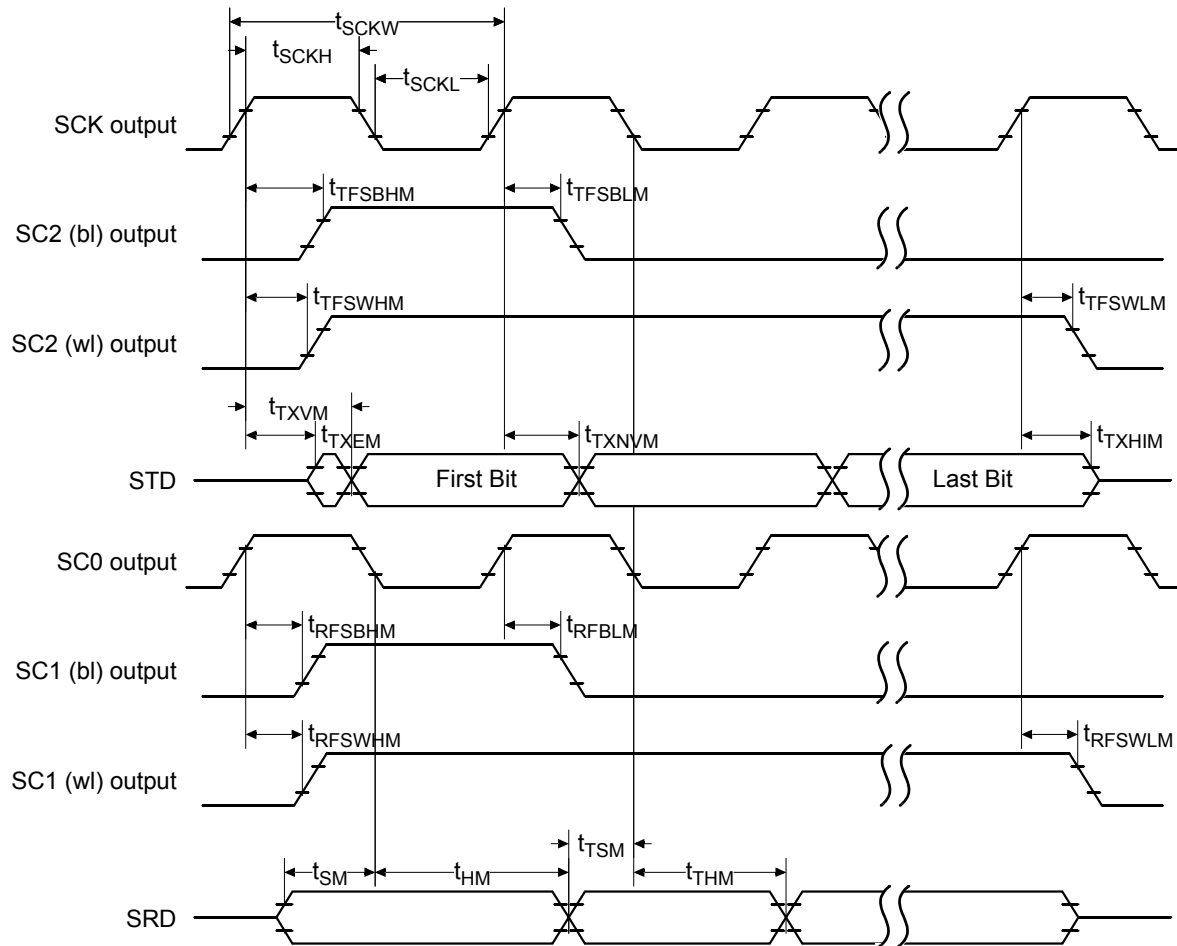 tSCKW
tSCKH
tSCKL
SCK output
tTFSBHM
tTFSBLM
SC2 (bl) output
tTFSWHM
tTFSWLM
SC2 (wl) output
tTXVM
tTXEM
tTXNVM
tTXHIM
STD
First Bit
Last Bit
SC0 output
tRFSBHM
tRFBLM
SC1 (bl) output
tRFSWHM
tRFSWLM
SC1 (wl) output
tTSM
tSM
tHM
tTHM
SRD